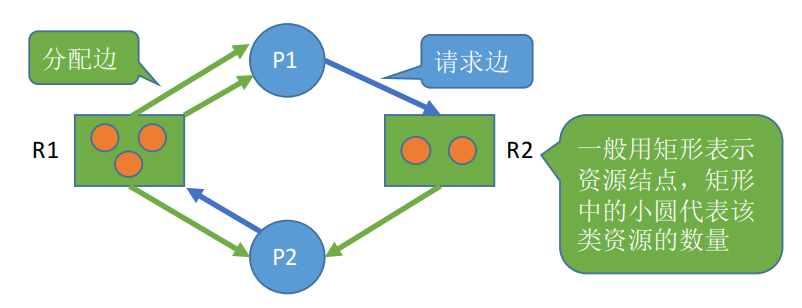 分配边
P1
请求边
R1
R2
一般用矩形表示
资源结点，矩形
中的小圆代表该
类资源的数量
P2